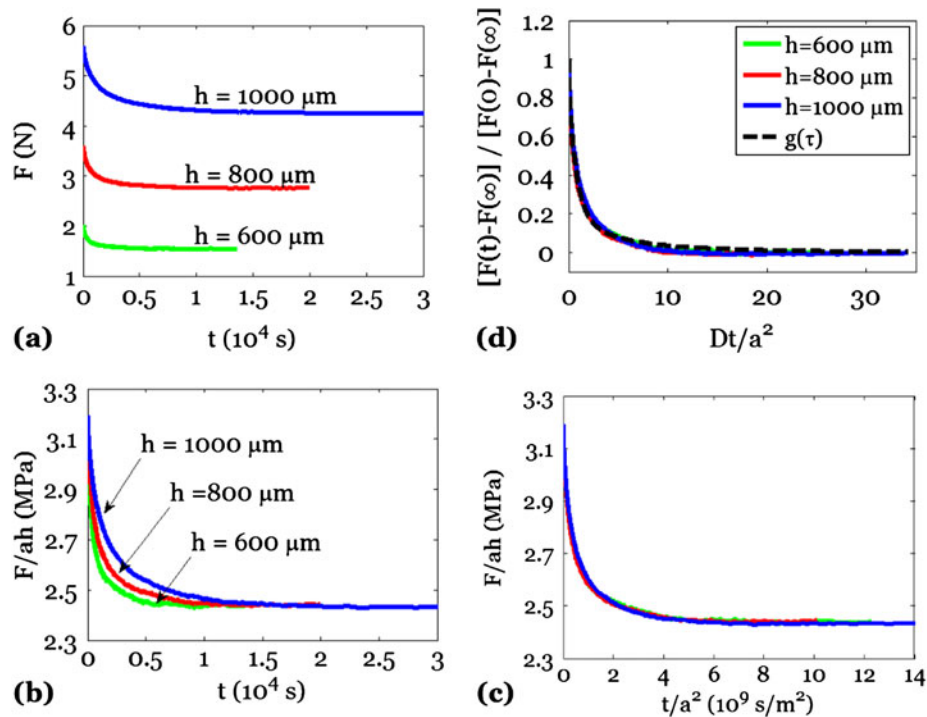 F (N)
6
5
4
3
2
1
h = 1000 µm
h = 800 µm
h = 600 µm
0 0.5 1 1.5 2 2.5 3
t (10⁴ s)
(a)
[F(t)-F(∞)] / [F(0)-F(∞)]
1.2
1
0.8
0.6
0.4
0.2
0
h=600 µm
h=800 µm
h=1000 µm
g(τ)
0 10 20 30
Dt/a²
(d)
F/ah (MPa)
3.3
3.1
2.9
2.7
2.5
2.3
h = 1000 µm
h =800 µm
h = 600 µm
0 0.5 1 1.5 2 2.5 3
t (10⁴ s)
(b)
F/ah (MPa)
3.3
3.1
2.9
2.7
2.5
2.3
0 2 4 6 8 10 12 14
t/a² (10⁹ s/m²)
(c)